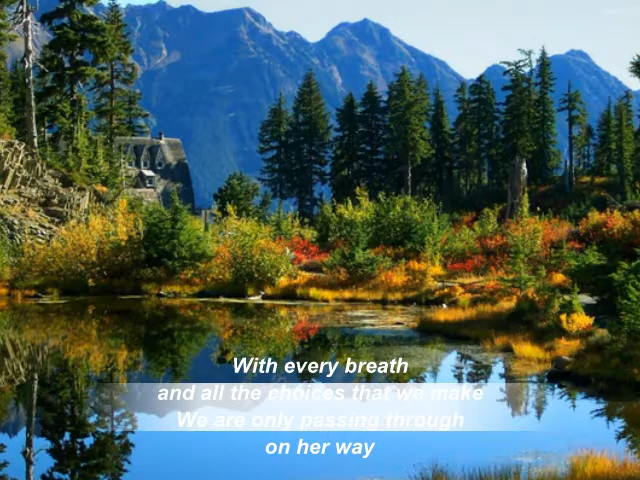 With every breath
and all the choices that we make
We are only passing through
on her way